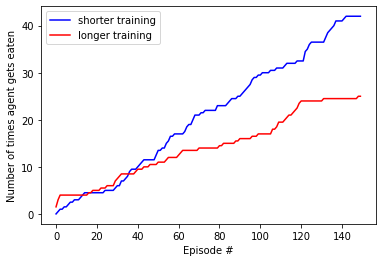 shorter training
longer training
Number of times agent gets eaten
40
30
20
10
0
0 20 40 60 80 100 120 140
Episode #